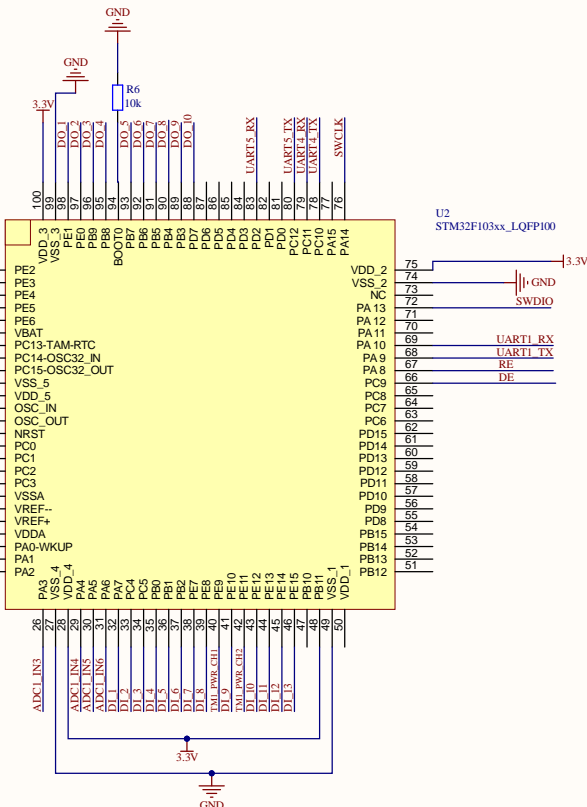 GND
GND
R6
10k
3.3V
DO_1
DO_2
DO_3
DO_4
DO_5
DO_6
DO_7
DO_8
DO_9
DO_10
UART5_RX
UART5_TX
UART4_RX
UART4_TX
SWCLK
100
99
98
97
96
95
94
93
92
91
90
89
88
87
86
85
84
83
82
81
80
79
78
77
76
VDD_3
VSS_3
PE1
PE0
PB9
PB8
BOOT0
PB7
PB6
PB5
PB4
PB3
PD7
PD6
PD5
PD4
PD3
PD2
PD1
PD0
PC12
PC11
PC10
PA15
PA14
U2
STM32F103xx_LQFP100
PE2
PE3
PE4
PE5
PE6
VBAT
PC13-TAM-RTC
PC14-OSC32_IN
PC15-OSC32_OUT
VSS_5
VDD_5
OSC_IN
OSC_OUT
NRST
PC0
PC1
PC2
PC3
VSSA
VREF--
VREF+
VDDA
PA0-WKUP
PA1
PA2
VDD_2 75 3.3V
VSS_2 74 GND
NC 73
PA 13 72 SWDIO
PA 12 71
PA11 70
PA 10 69 UART1_RX
PA 9 68 UART1_TX
PA 8 67 RE
PC9 66 DE
PC8 65
PC7 64
PC6 63
PD15 62
PD14 61
PD13 60
PD12 59
PD11 58
PD10 57
PD9 56
PD8 55
PB15 54
PB14 53
PB13 52
PB12 51
PA3
VSS_4
VDD_4
PA4
PA5
PA6
PA7
PC4
PC5
PB0
PB1
PB2
PE7
PE8
PE9
PE10
PE11
PE12
PE13
PE14
PE15
PB10
PB11
VSS_1
VDD_1
26
27
28
29
30
31
32
33
34
35
36
37
38
39
40
41
42
43
44
45
46
47
48
49
50
ADC1_IN3
ADC1_IN4
ADC1_IN5
ADC1_IN6
DI_1
DI_2
DI_3
DI_4
DI_5
DI_6
DI_7
DI_8
TM1_PWR_CH1
DI_9
TM1_PWR_CH2
DI_10
DI_11
DI_12
DI_13
3.3V
GND